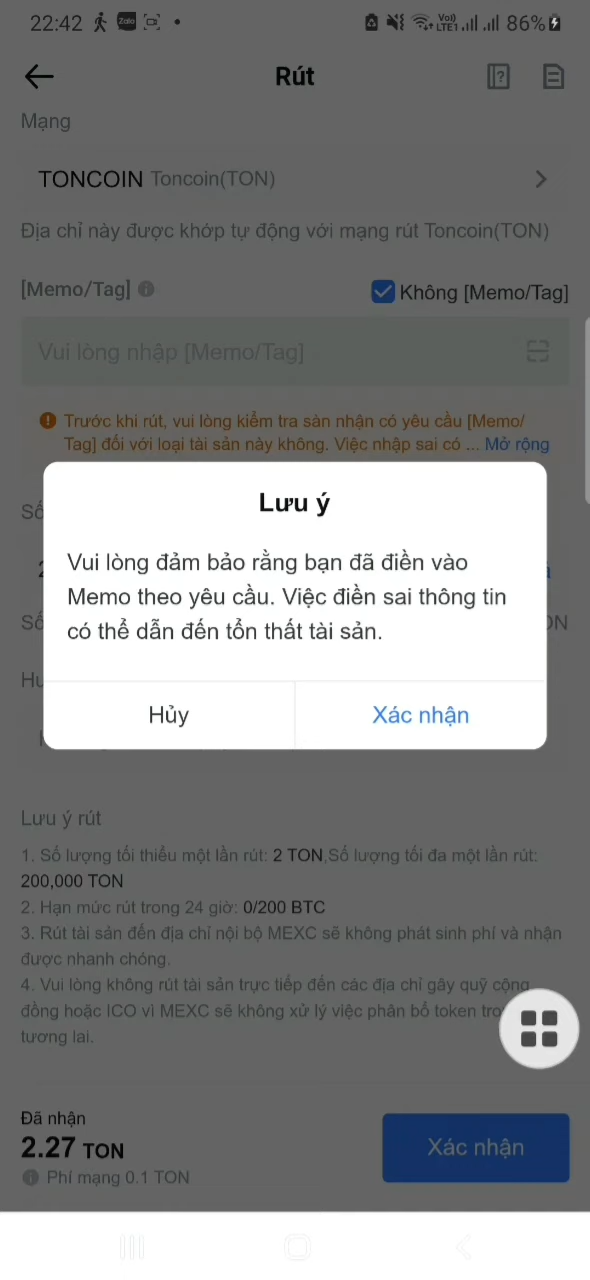 22:42 Zalo Vo) LTE1 86%
Rút
Mạng
TONCOIN Toncoin(TON)
Địa chỉ này được khớp tự động với mạng rút Toncoin(TON)
[Memo/Tag] Không [Memo/Tag]
Vui lòng nhập [Memo/Tag]
Trước khi rút, vui lòng kiểm tra sàn nhận có yêu cầu [Memo/
Tag] đối với loại tài sản này không. Việc nhập sai có ... Mở rộng
Lưu ý
Vui lòng đảm bảo rằng bạn đã điền vào
Memo theo yêu cầu. Việc điền sai thông tin
có thể dẫn đến tổn thất tài sản.
Hủy Xác nhận
Lưu ý rút
1. Số lượng tối thiểu một lần rút: 2 TON,Số lượng tối đa một lần rút:
200,000 TON
2. Hạn mức rút trong 24 giờ: 0/200 BTC
3. Rút tài sản đến địa chỉ nội bộ MEXC sẽ không phát sinh phí và nhận
được nhanh chóng.
4. Vui lòng không rút tài sản trực tiếp đến các địa chỉ gây quỹ cộng
đồng hoặc ICO vì MEXC sẽ không xử lý việc phân bổ token
tương lai.
Đã nhận
2.27 TON
Xác nhận
Phí mạng 0.1 TON